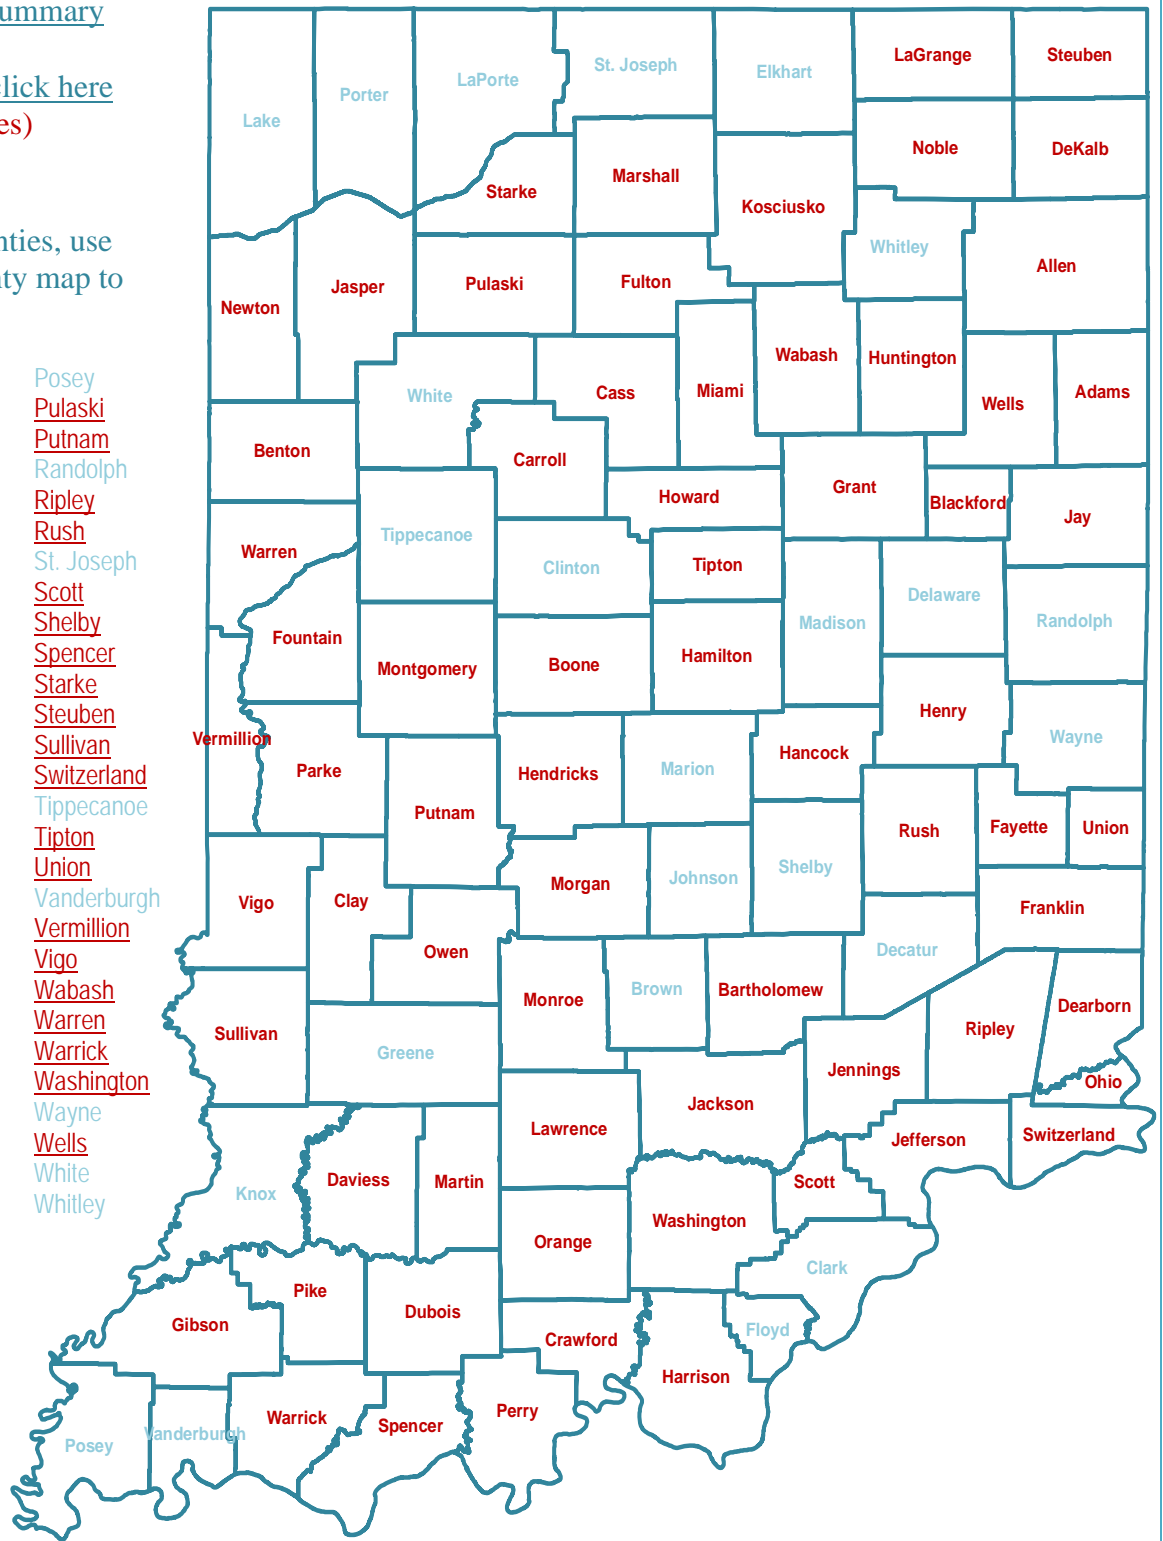 ummary
lick here
es)
nties, use
nty map to
Posey
Pulaski
Putnam
Randolph
Ripley
Rush
St. Joseph
Scott
Shelby
Spencer
Starke
Steuben
Sullivan
Switzerland
Tippecanoe
Tipton
Union
Vanderburgh
Vermillion
Vigo
Wabash
Warren
Warrick
Washington
Wayne
Wells
White
Whitley
Lake
Porter
LaPorte
St. Joseph
Elkhart
LaGrange
Steuben
Noble
DeKalb
Starke
Marshall
Kosciusko
Whitley
Allen
Newton
Jasper
Pulaski
Fulton
Wabash
Huntington
White
Cass
Miami
Wells
Adams
Benton
Carroll
Howard
Grant
Blackford
Jay
Warren
Tippecanoe
Clinton
Tipton
Madison
Delaware
Randolph
Fountain
Montgomery
Boone
Hamilton
Henry
Wayne
Vermillion
Parke
Putnam
Hendricks
Marion
Hancock
Rush
Fayette
Union
Vigo
Clay
Morgan
Johnson
Shelby
Franklin
Owen
Decatur
Monroe
Brown
Bartholomew
Dearborn
Sullivan
Greene
Ripley
Jennings
Ohio
Lawrence
Jackson
Jefferson
Switzerland
Knox
Daviess
Martin
Scott
Washington
Orange
Clark
Gibson
Pike
Dubois
Crawford
Floyd
Harrison
Posey
Vanderburgh
Warrick
Spencer
Perry